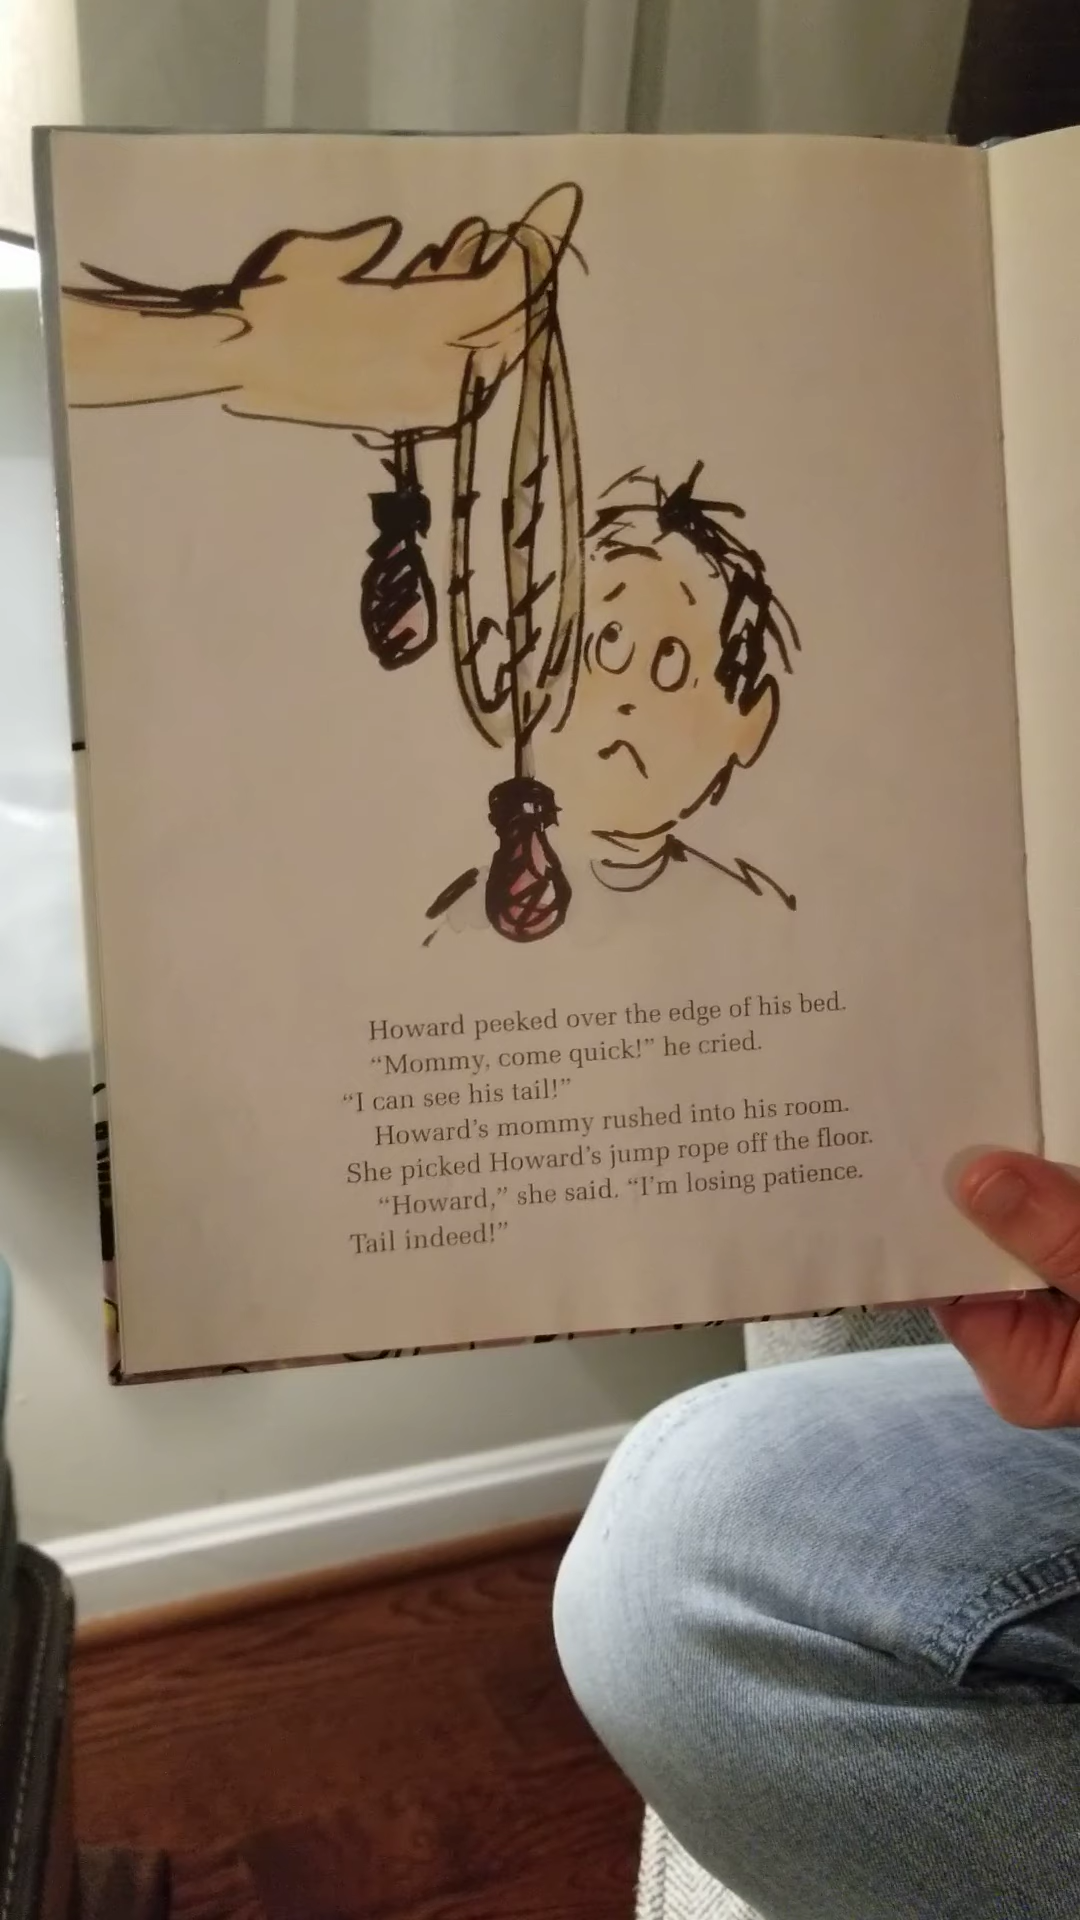 Howard peeked over the edge of his bed.
“Mommy, come quick!” he cried.
“I can see his tail!”
Howard's mommy rushed into his room.
She picked Howard's jump rope off the floor.
“Howard,” she said. “I'm losing patience.
Tail indeed!”